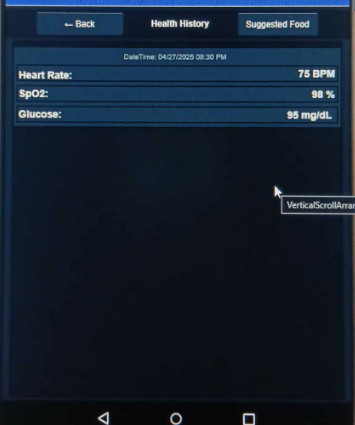 ← Back Health History Suggested Food
DateTime: 04/27/2025 08:30 PM
Heart Rate: 75 BPM
SpO2: 98 %
Glucose: 95 mg/dL
VerticalScrollArrar